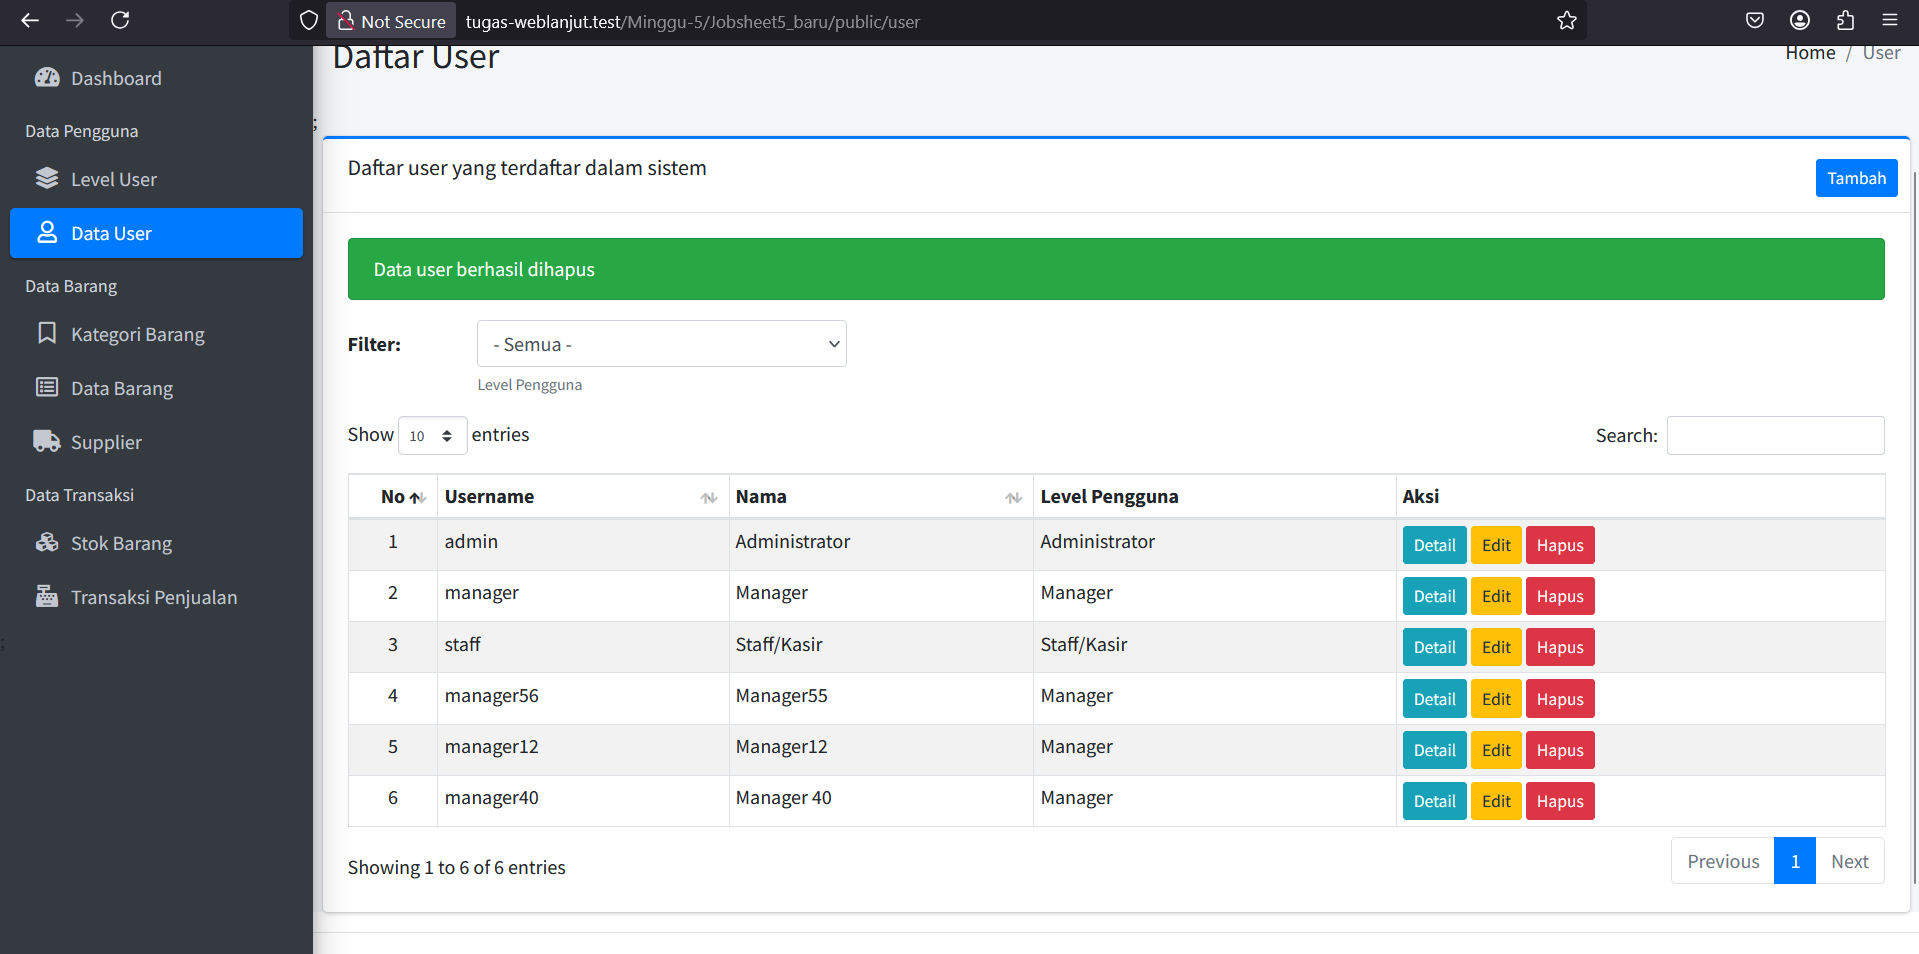 Not Secure tugas-weblanjut.test/Minggu-5/Jobsheet5_baru/public/user
Dashboard
Data Pengguna
Level User
Data User
Data Barang
Kategori Barang
Data Barang
Supplier
Data Transaksi
Stok Barang
Transaksi Penjualan
;
Daftar User
Home / User
;
Daftar user yang terdaftar dalam sistem
Tambah
Data user berhasil dihapus
Filter: - Semua -
Level Pengguna
Show 10 entries Search:
No Username Nama Level Pengguna Aksi
1 admin Administrator Administrator Detail Edit Hapus
2 manager Manager Manager Detail Edit Hapus
3 staff Staff/Kasir Staff/Kasir Detail Edit Hapus
4 manager56 Manager55 Manager Detail Edit Hapus
5 manager12 Manager12 Manager Detail Edit Hapus
6 manager40 Manager 40 Manager Detail Edit Hapus
Showing 1 to 6 of 6 entries Previous 1 Next